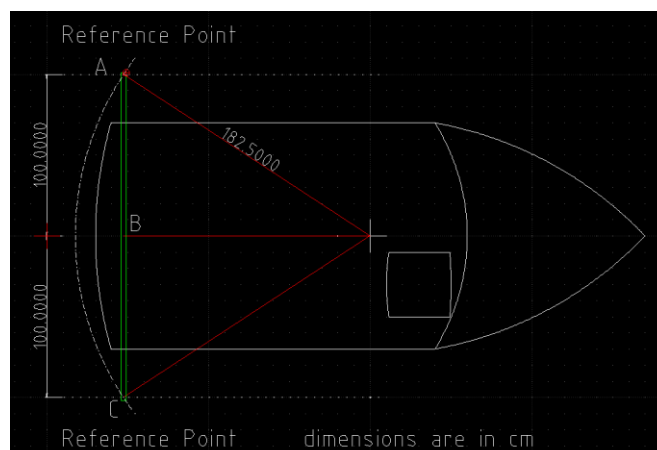 Reference Point
A
182.5000
100.0000
B
100.0000
C
Reference Point dimensions are in cm